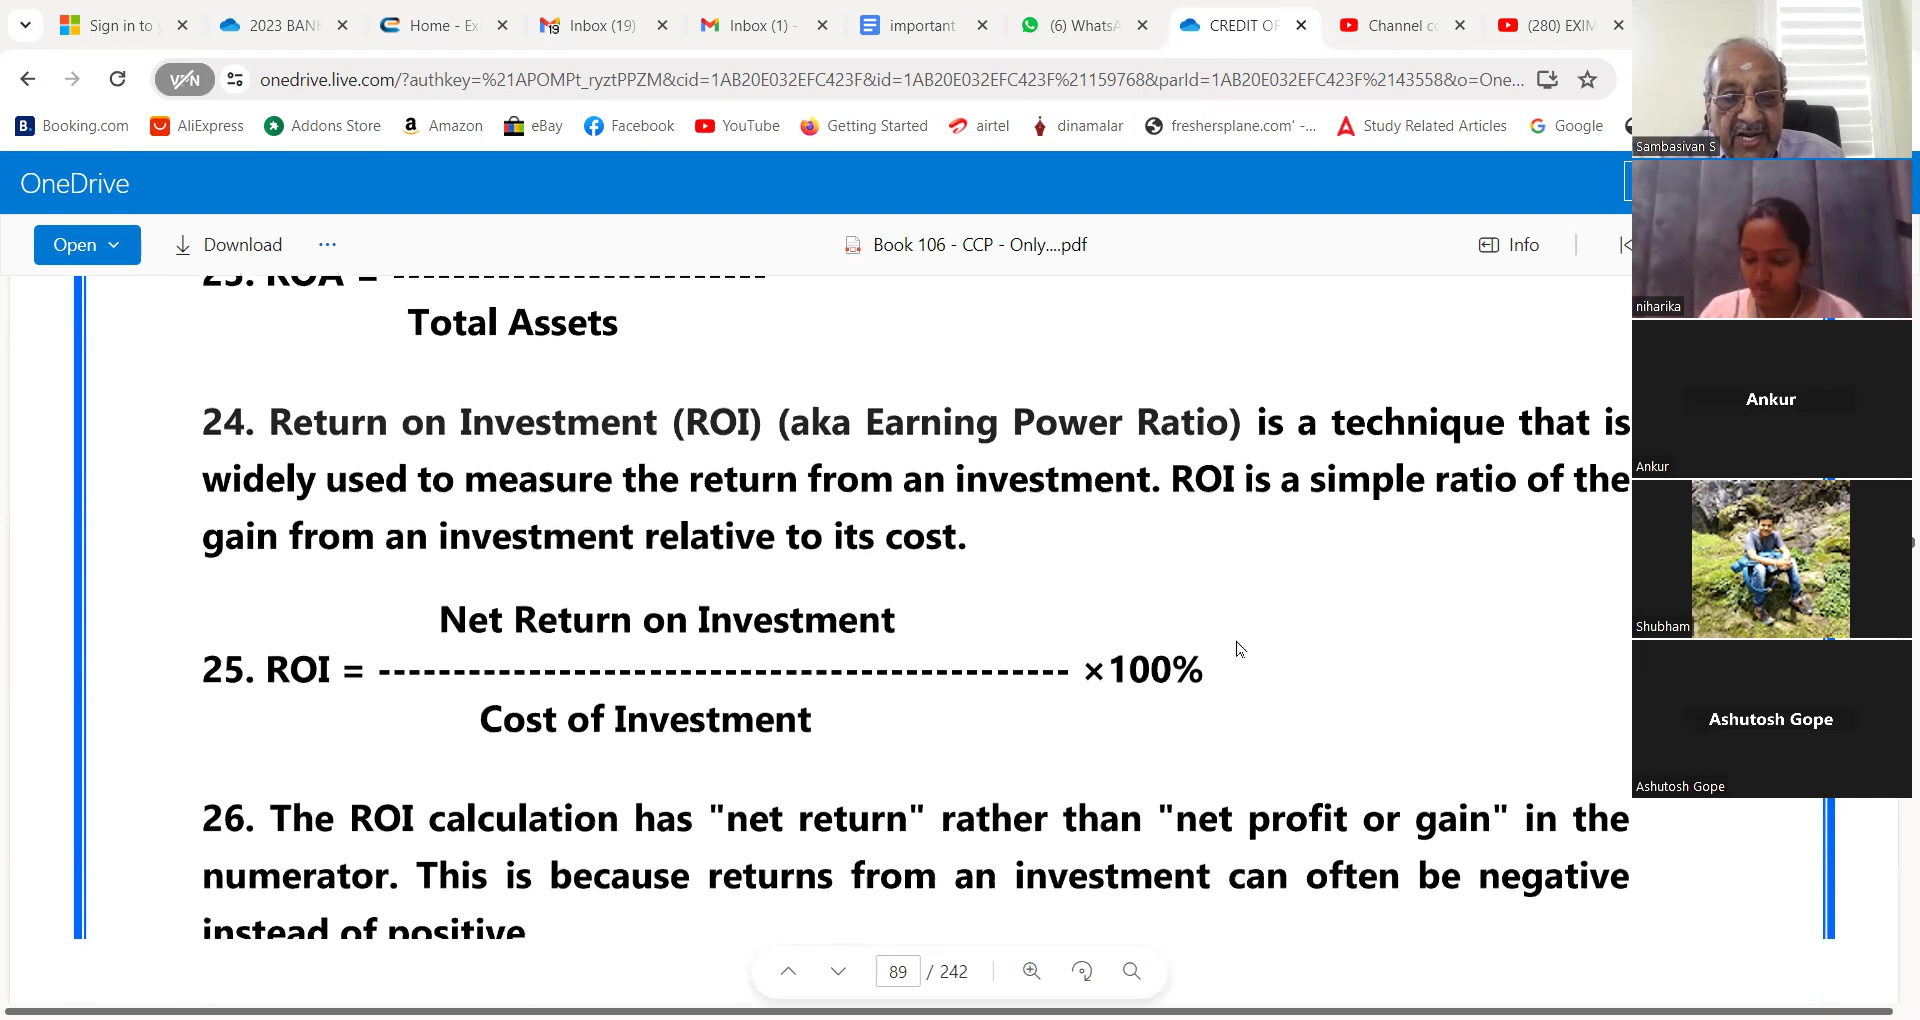 Sign in to
2023 BAN
Home - Ex
Inbox (19)
Inbox (1) -
important
(6) WhatsA
CREDIT OF
Channel c
(280) EXIM
onedrive.live.com/?authkey=%21APOMPt_ryztPPZM&cid=1AB20E032EFC423F&id=1AB20E032EFC423F%21159768&parId=1AB20E032EFC423F%2143558&o=One...
Booking.com
AliExpress
Addons Store
Amazon
eBay
Facebook
YouTube
Getting Started
airtel
dinamalar
freshersplane.com' -...
Study Related Articles
Google
OneDrive
Open
Download
...
Book 106 - CCP - Only....pdf
Info
23. ROA = -------------------------
Total Assets
24. Return on Investment (ROI) (aka Earning Power Ratio) is a technique that is
widely used to measure the return from an investment. ROI is a simple ratio of the
gain from an investment relative to its cost.
Net Return on Investment
25. ROI = ----------------------------------------------- ×100%
Cost of Investment
26. The ROI calculation has "net return" rather than "net profit or gain" in the
numerator. This is because returns from an investment can often be negative
instead of positive
89 / 242
Sambasivan S
niharika
Ankur
Ankur
Shubham
Ashutosh Gope
Ashutosh Gope